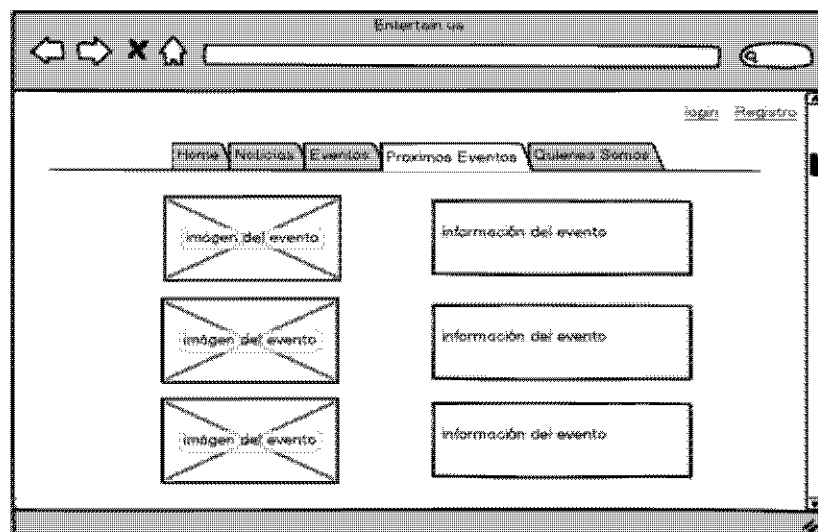 Entertain us
login Registro
Home Noticias Eventos Proximos Eventos Quienes Somos
imágen del evento información del evento
imágen del evento información del evento
imágen del evento información del evento